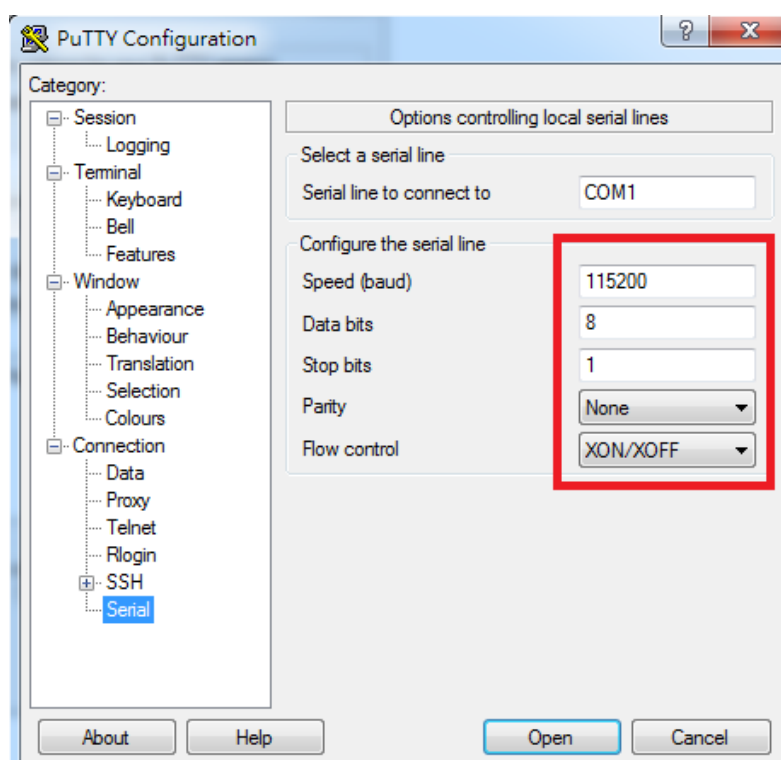 PuTTY Configuration
Category:
Session
Logging
Terminal
Keyboard
Bell
Features
Window
Appearance
Behaviour
Translation
Selection
Colours
Connection
Data
Proxy
Telnet
Rlogin
SSH
Serial
Options controlling local serial lines
Select a serial line
Serial line to connect to COM1
Configure the serial line
Speed (baud) 115200
Data bits 8
Stop bits 1
Parity None
Flow control XON/XOFF
About Help Open Cancel